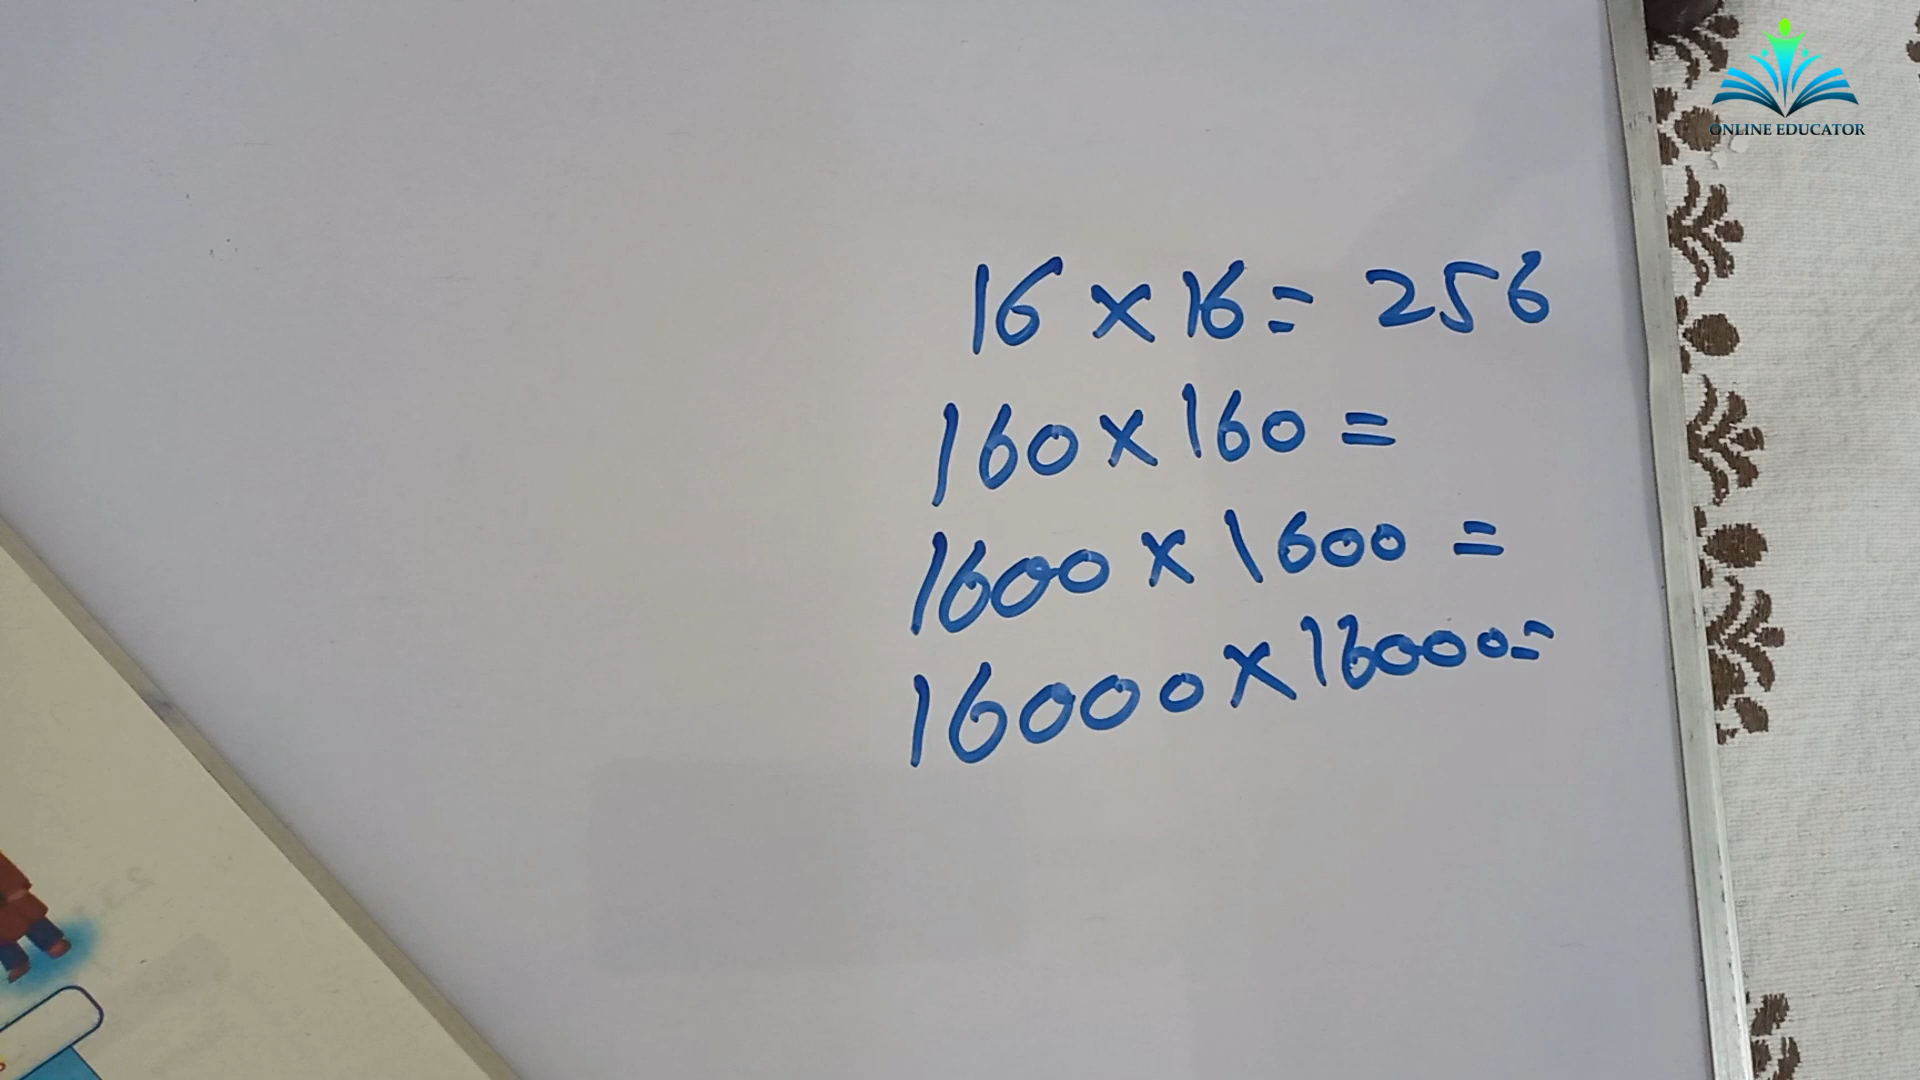 ONLINE EDUCATOR
16 × 16 = 256
160 × 160 =
1600 × 1600 =
16000 × 16000 =